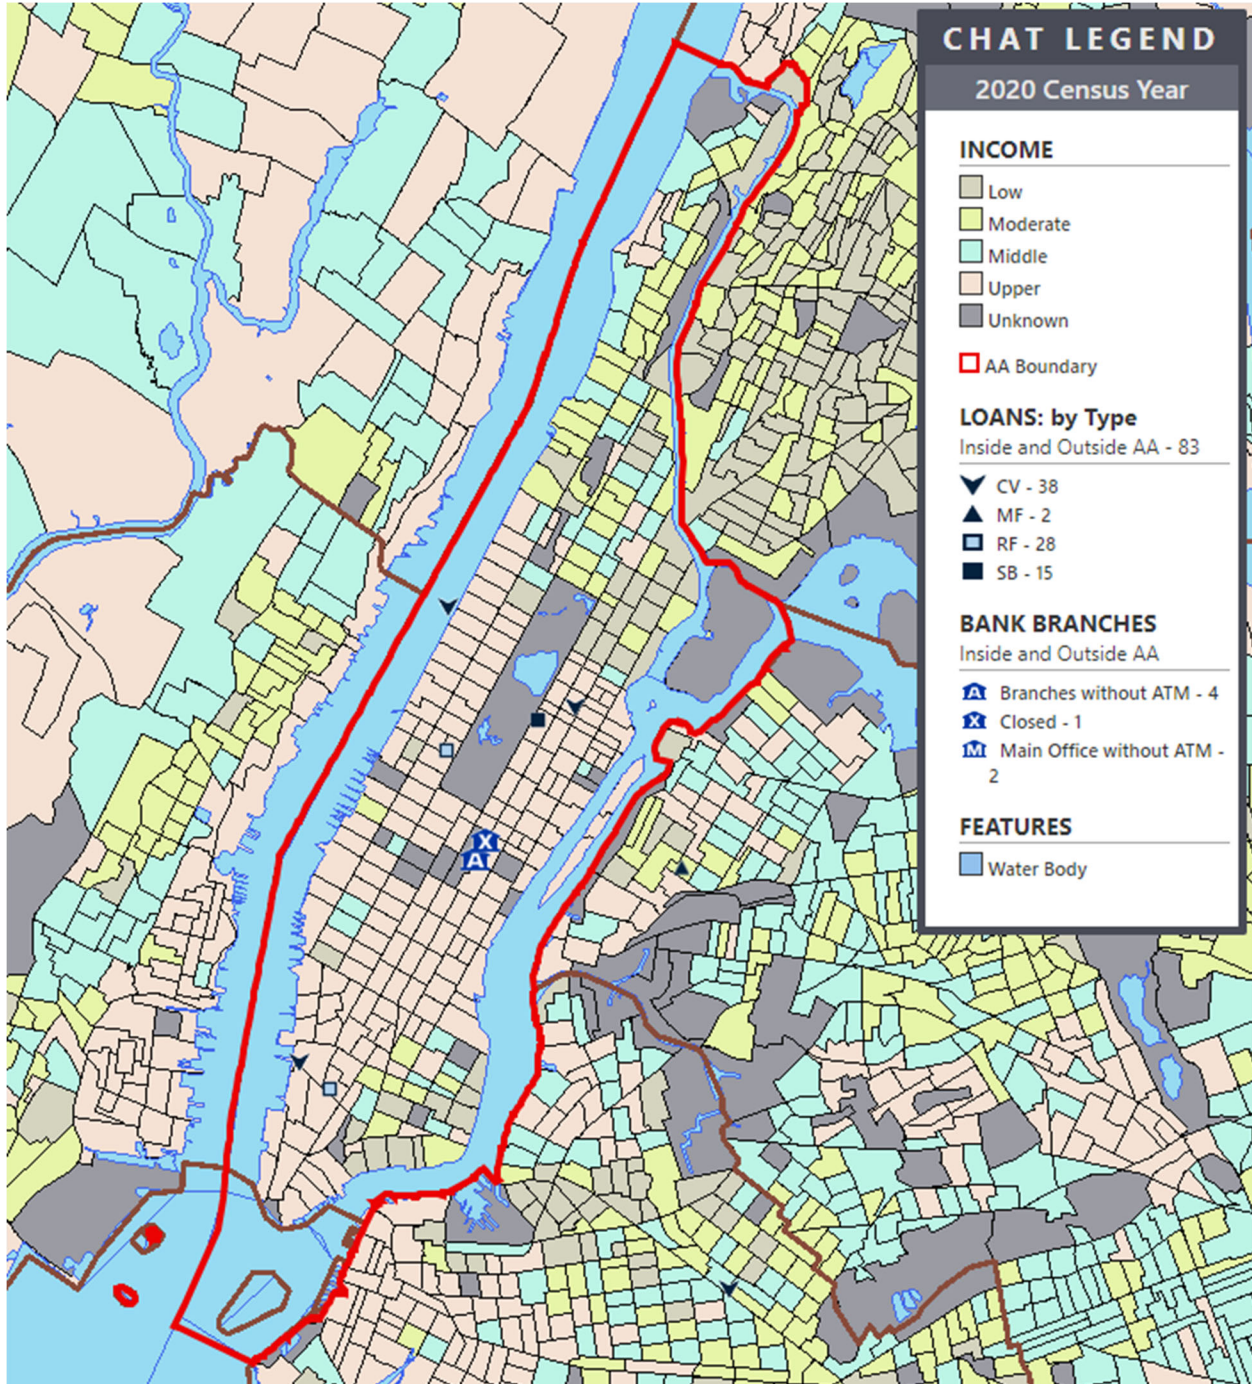 CHAT LEGEND
2020 Census Year
INCOME
Low
Moderate
Middle
Upper
Unknown
AA Boundary
LOANS: by Type
Inside and Outside AA - 83
CV - 38
MF - 2
RF - 28
SB - 15
BANK BRANCHES
Inside and Outside AA
A Branches without ATM - 4
X Closed - 1
M Main Office without ATM -
2
FEATURES
Water Body
X
A